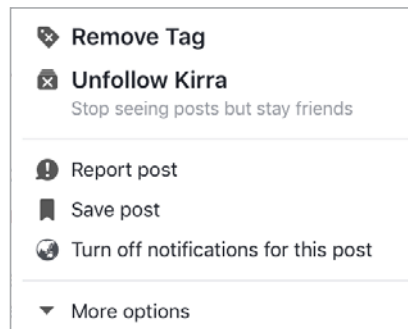 Remove Tag
Unfollow Kirra
Stop seeing posts but stay friends
Report post
Save post
Turn off notifications for this post
More options